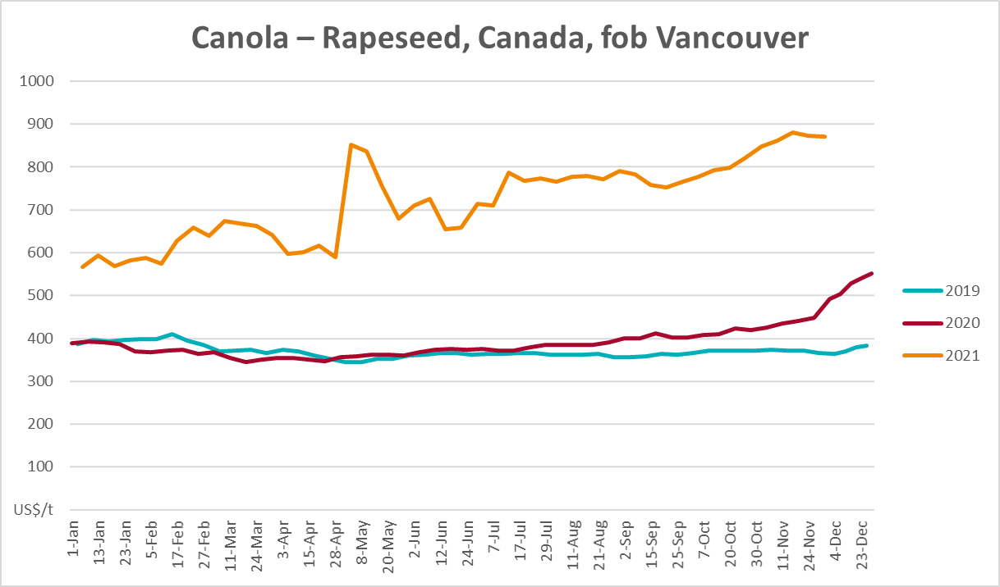 Canola – Rapeseed, Canada, fob Vancouver
1000
900
800
700
600
500
400
300
200
100
US$/t
1-Jan
13-Jan
23-Jan
5-Feb
17-Feb
27-Feb
11-Mar
24-Mar
3-Apr
15-Apr
28-Apr
8-May
20-May
2-Jun
12-Jun
24-Jun
7-Jul
17-Jul
29-Jul
11-Aug
21-Aug
2-Sep
15-Sep
25-Sep
7-Oct
20-Oct
30-Oct
11-Nov
24-Nov
4-Dec
23-Dec
2019
2020
2021